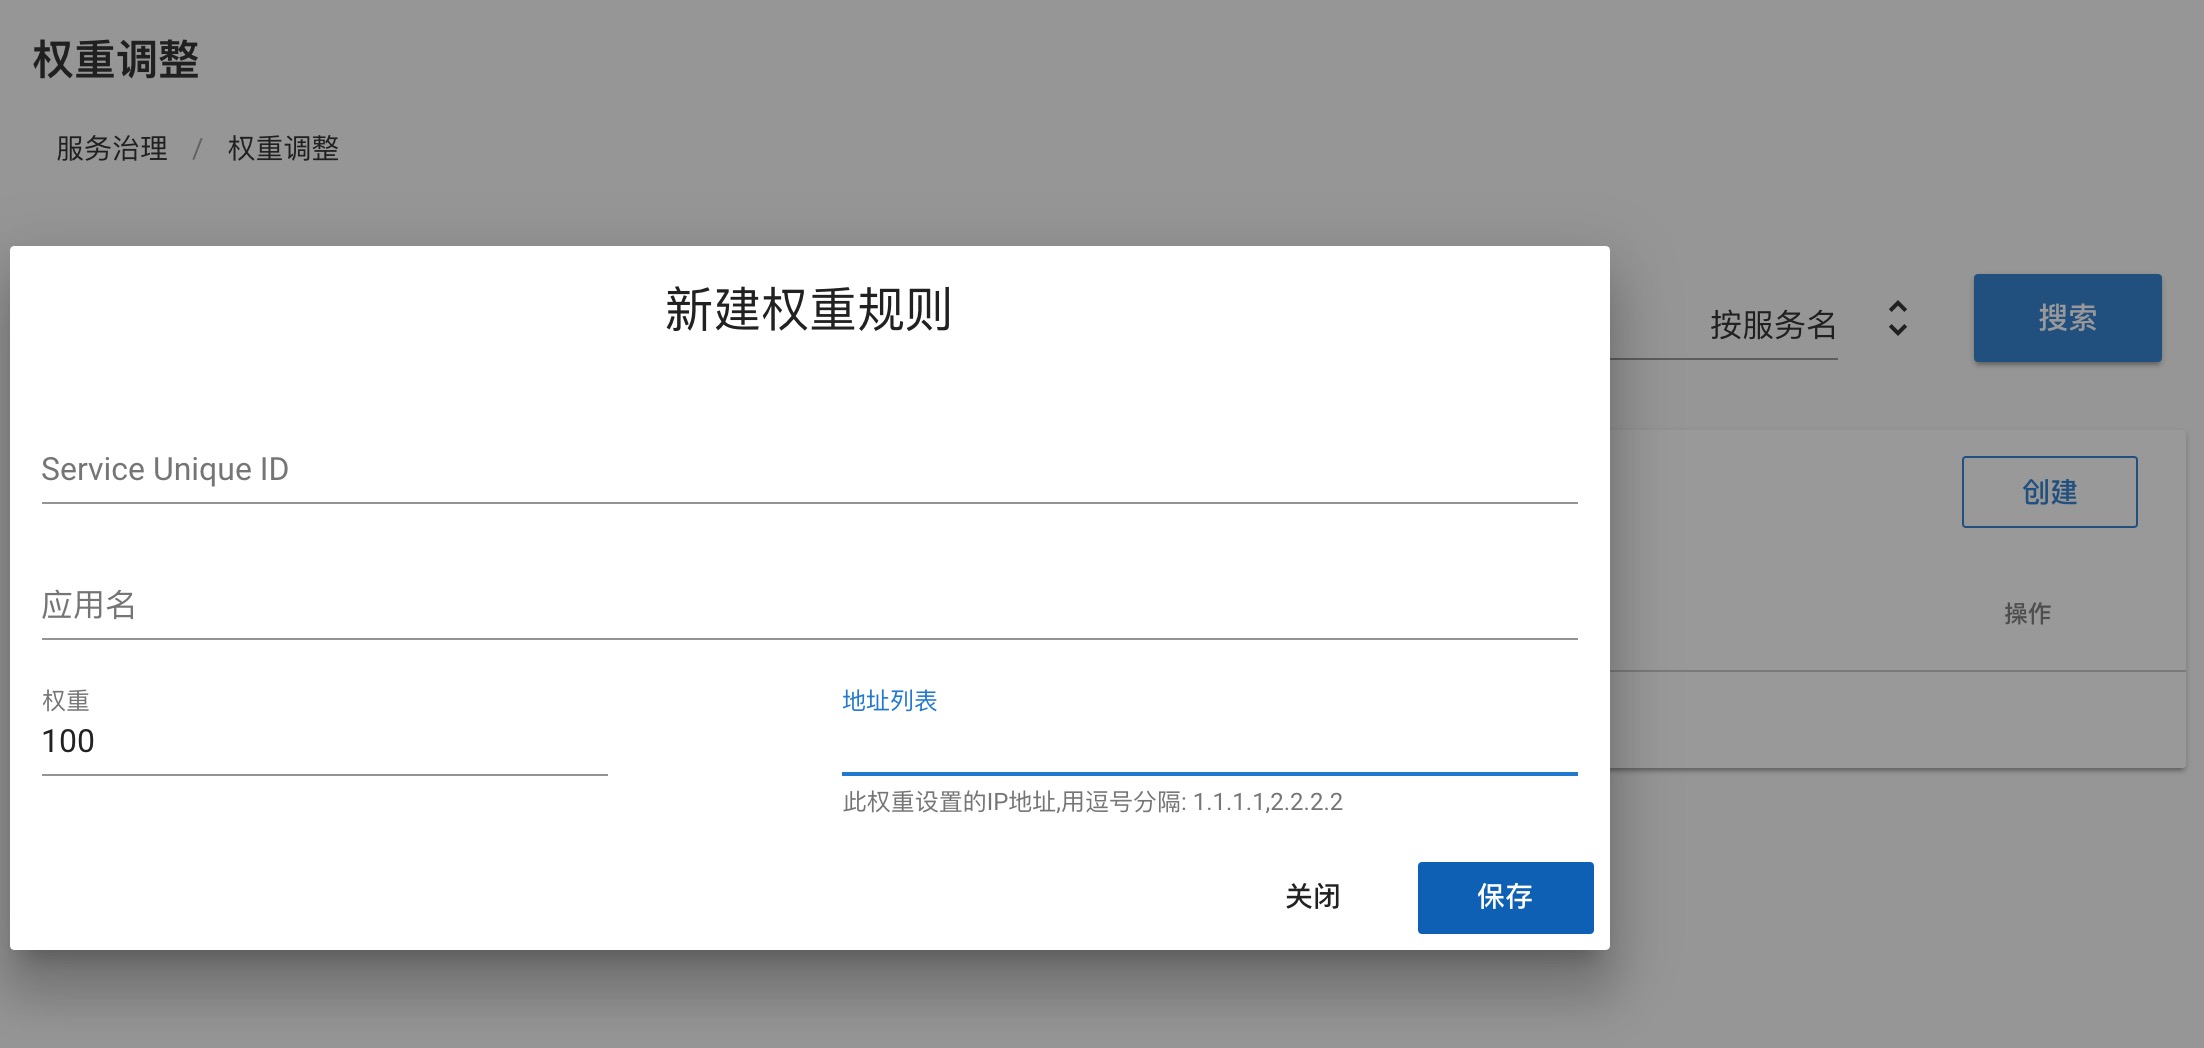 权重调整
服务治理 / 权重调整
新建权重规则
按服务名
搜索
Service Unique ID
创建
应用名
操作
权重
100
地址列表
此权重设置的IP地址,用逗号分隔: 1.1.1.1,2.2.2.2
关闭
保存